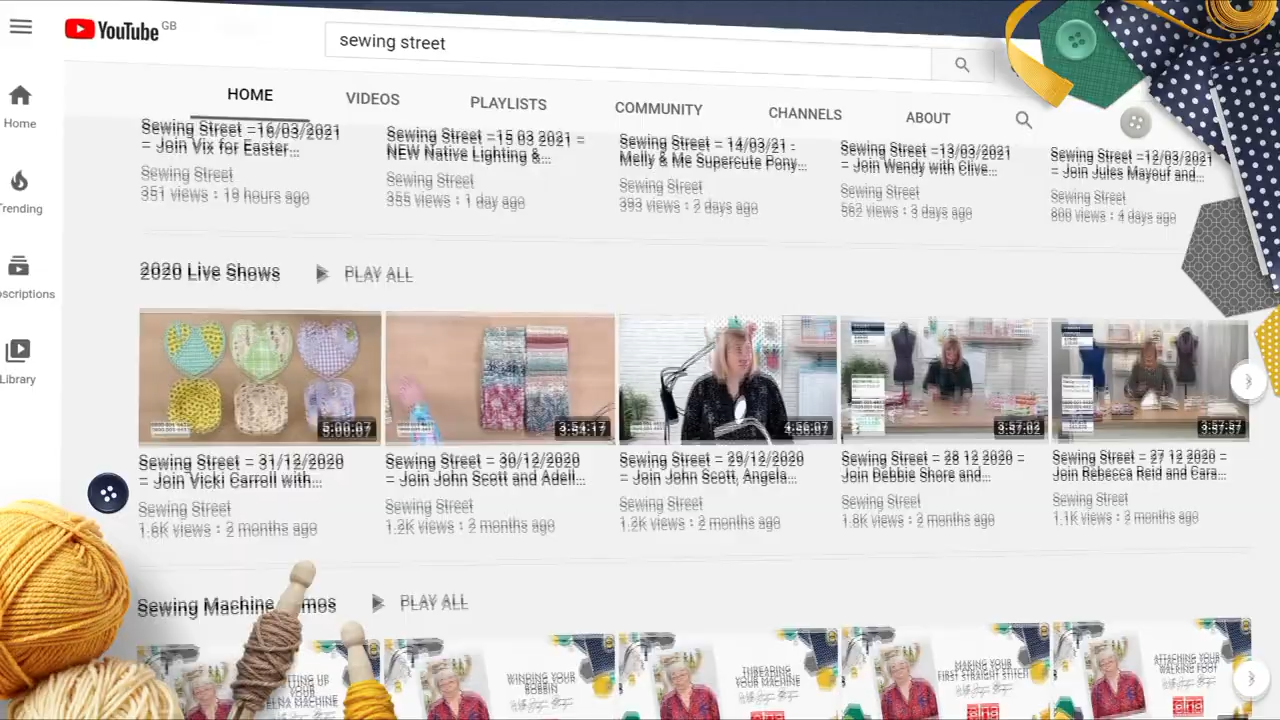 YouTube GB
sewing street
HOME VIDEOS PLAYLISTS COMMUNITY CHANNELS ABOUT
Home
Trending
Library
Sewing Street –16/03/2021
– Join Vix for Easter...
Sewing Street
351 views • 19 hours ago
Sewing Street –15 03 2021 –
NEW Native Lighting &...
Sewing Street
355 views • 1 day ago
Sewing Street – 14/03/21 -
Melly & Me Supercute Pony...
Sewing Street
393 views • 2 days ago
Sewing Street –13/03/2021
– Join Wendy with Clive...
Sewing Street
562 views • 3 days ago
Sewing Street –12/03/2021
– Join Jules Mayouf and...
Sewing Street
800 views • 4 days ago
2020 Live Shows PLAY ALL
5:00:07
3:54:17
4:56:07
3:57:02
3:57:57
Sewing Street – 31/12/2020
– Join Vicki Carroll with...
Sewing Street
1.6K views • 2 months ago
Sewing Street – 30/12/2020
– Join John Scott and Adell...
Sewing Street
1.2K views • 2 months ago
Sewing Street – 29/12/2020
– Join John Scott, Angela...
Sewing Street
1.2K views • 2 months ago
Sewing Street – 28 12 2020 –
Join Debbie Shore and...
Sewing Street
1.8K views • 2 months ago
Sewing Street – 27 12 2020 –
Join Rebecca Reid and Cara...
Sewing Street
1.1K views • 2 months ago
Sewing Machine PLAY ALL
YOUR
MACHINE
WINDING YOUR
BOBBIN
THREADING
YOUR MACHINE
MAKING YOUR
FIRST STRAIGHT STITCH
elna
ATTACHING YOUR
WALKING FOOT
elna